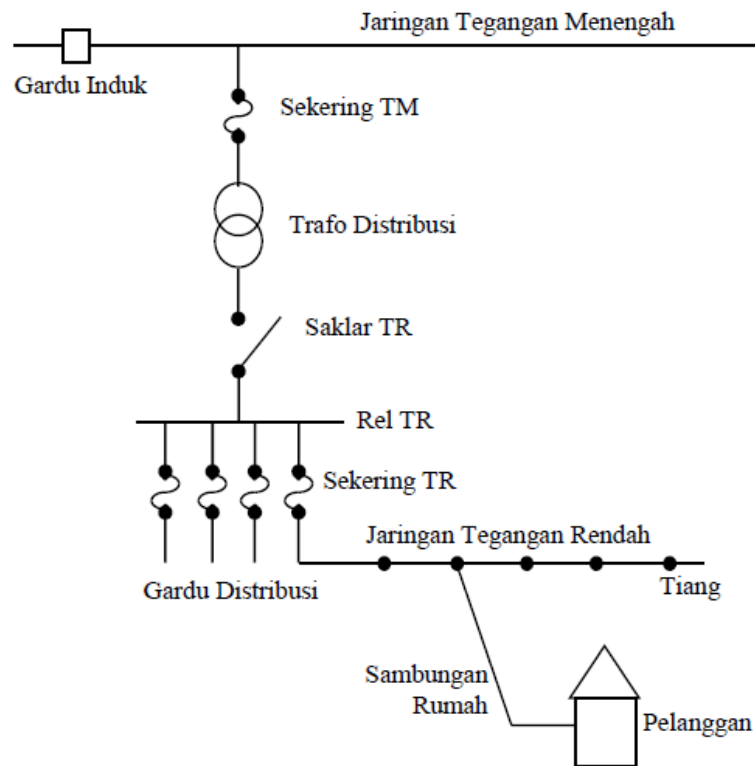 Jaringan Tegangan Menengah
Gardu Induk
Sekering TM
Trafo Distribusi
Saklar TR
Rel TR
Sekering TR
Jaringan Tegangan Rendah
Gardu Distribusi
Tiang
Sambungan
Rumah
Pelanggan